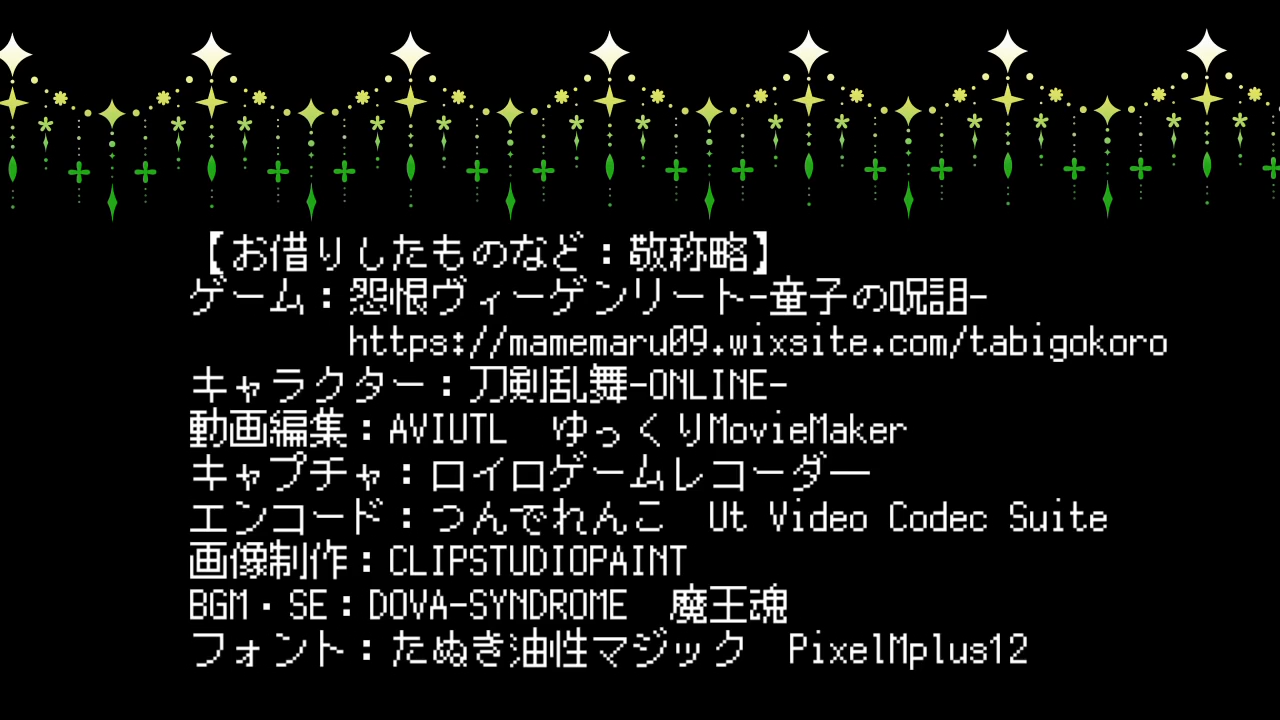 【お借りしたものなど：敬称略】
ゲーム：怨恨ヴィーゲンリート-童子の呪詛-
https://mamemaru09.wixsite.com/tabigokoro
キャラクター：刀剣乱舞-ONLINE-
動画編集：AVIUTL　ゆっくりMovieMaker
キャプチャ：ロイロゲームレコーダ―
エンコード：つんでれんこ　Ut Video Codec Suite
画像制作：CLIPSTUDIOPAINT
BGM・SE：DOVA-SYNDROME　魔王魂
フォント：たぬき油性マジック　PixelMplus12